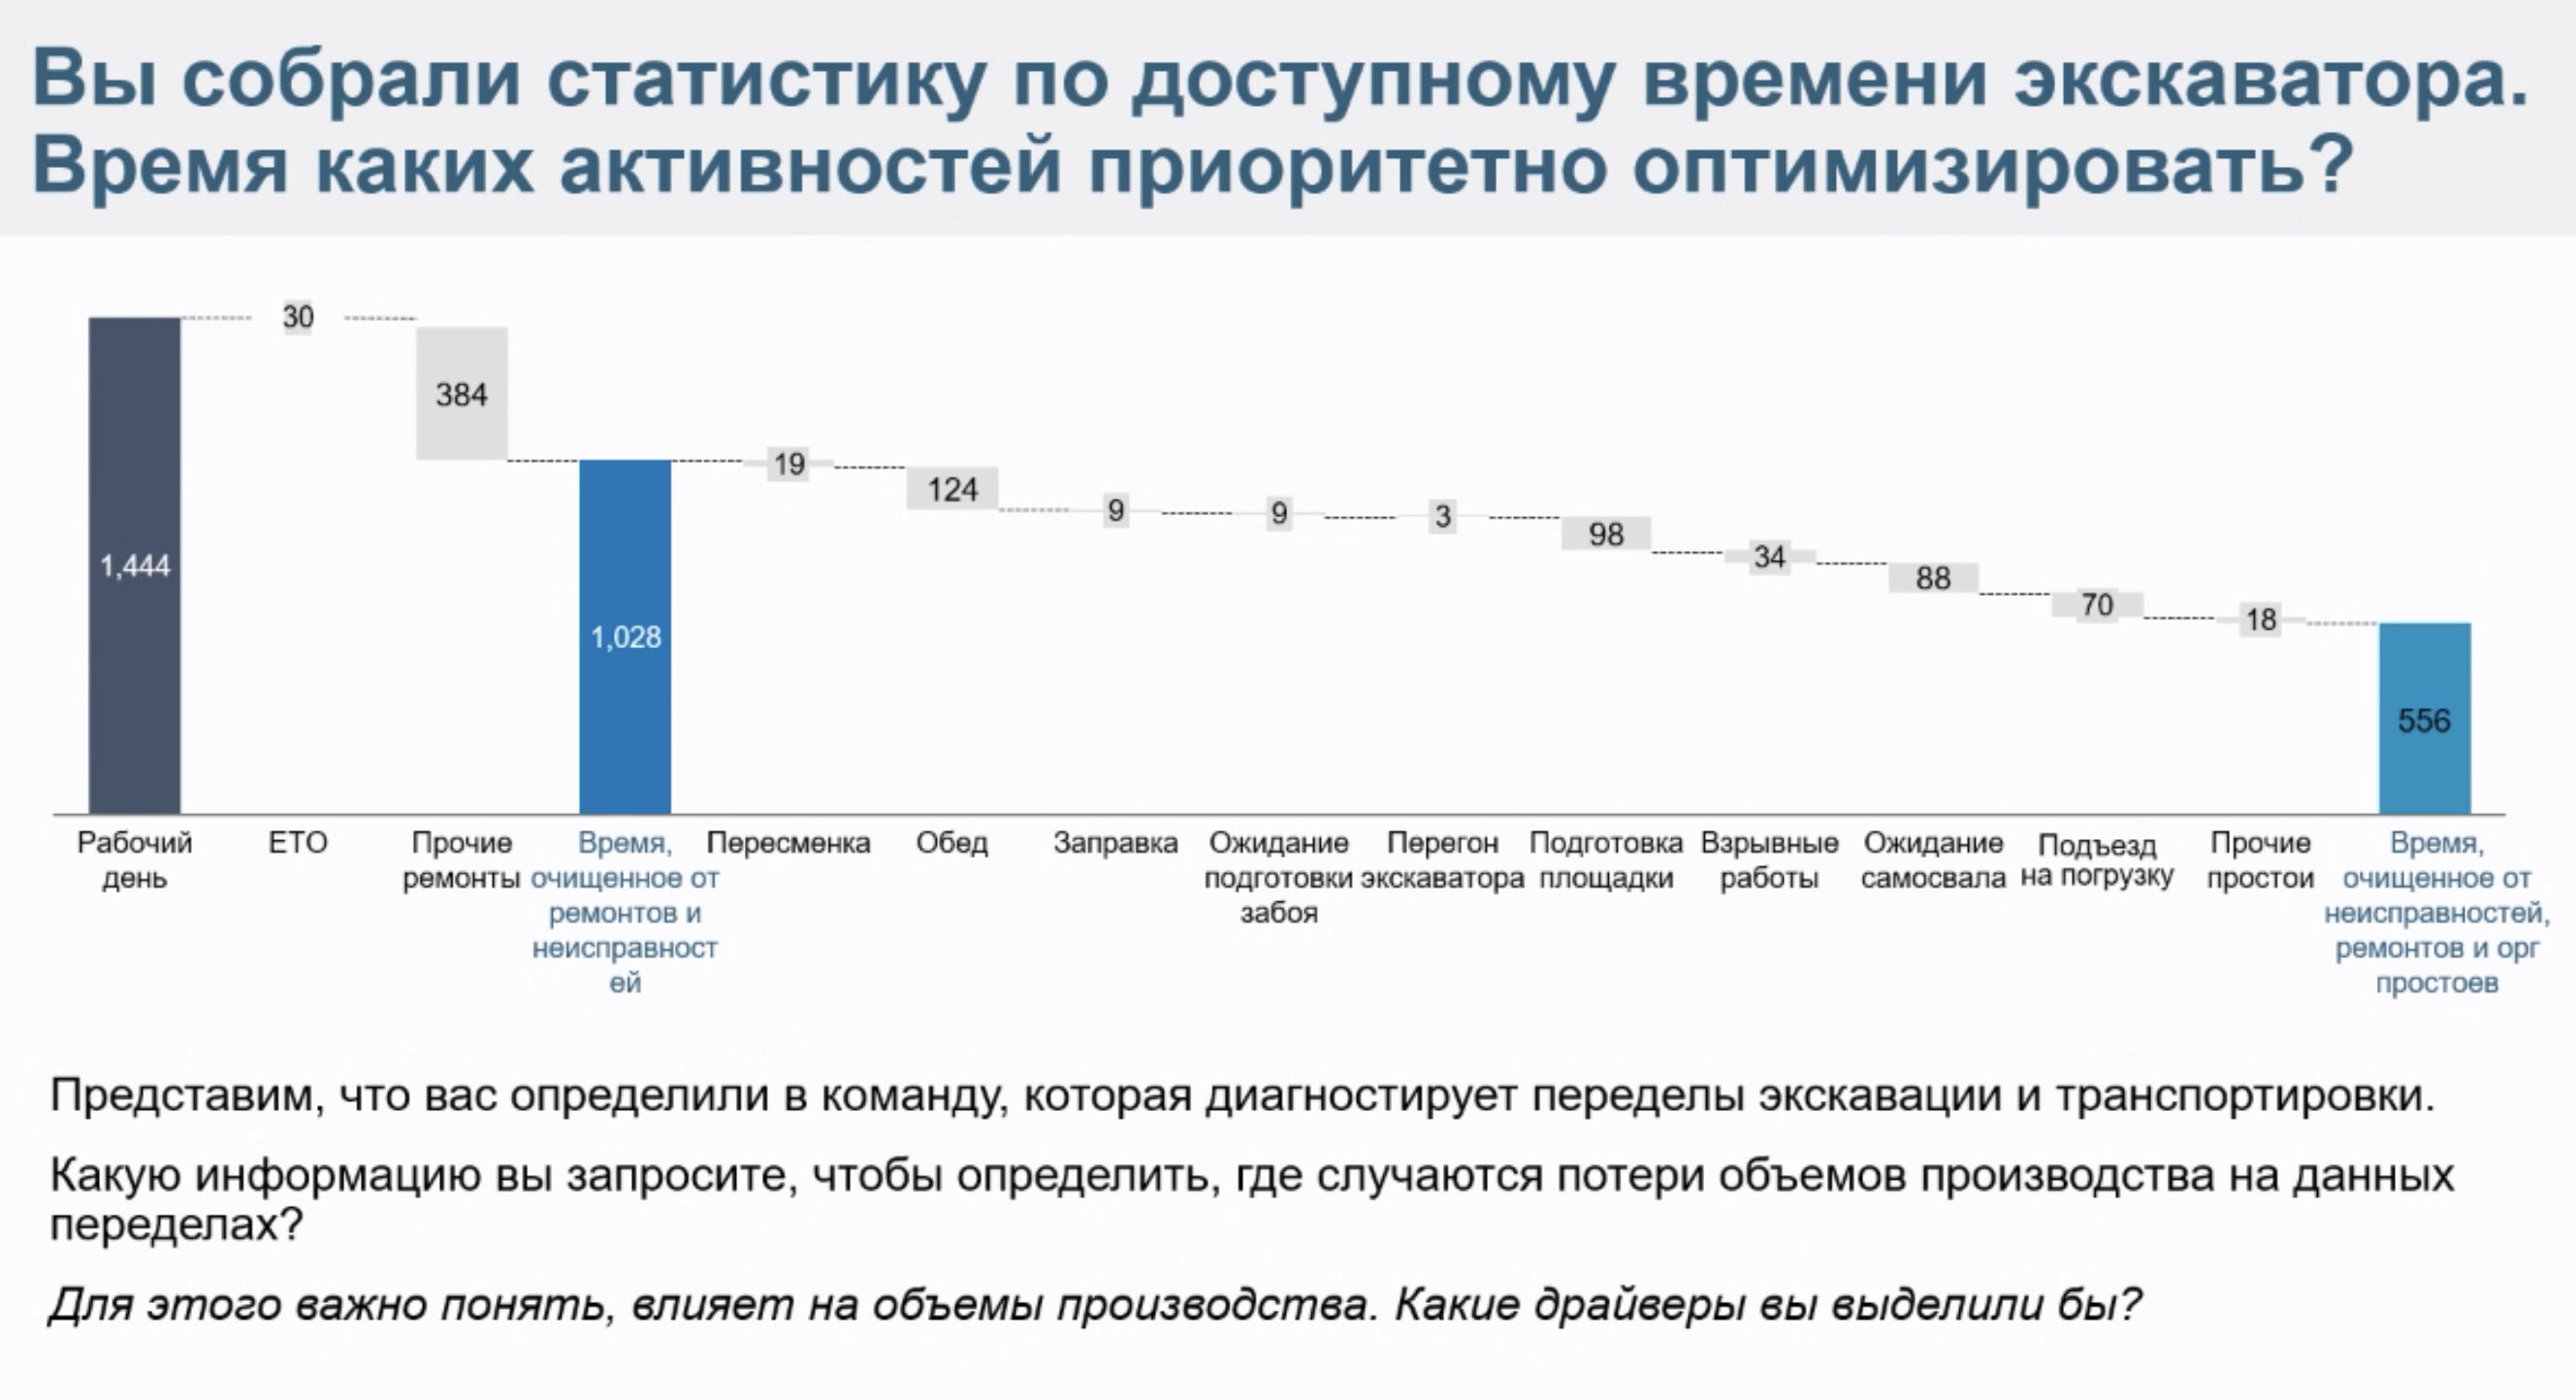 Вы собрали статистику по доступному времени экскаватора.
Время каких активностей приоритетно оптимизировать?
30
384
1,444
1,028
19
124
9
9
3
98
34
88
70
18
556
Рабочий
день
ЕТО
Прочие
ремонты
Время,
очищенное от
ремонтов и
неисправност
ей
Пересменка
Обед
Заправка
Ожидание
подготовки
забоя
Перегон
экскаватора
Подготовка
площадки
Взрывные
работы
Ожидание
самосвала
Подъезд
на погрузку
Прочие
простои
Время,
очищенное от
неисправностей,
ремонтов и орг
простоев
Представим, что вас определили в команду, которая диагностирует переделы экскавации и транспортировки.
Какую информацию вы запросите, чтобы определить, где случаются потери объемов производства на данных
переделах?
Для этого важно понять, влияет на объемы производства. Какие драйверы вы выделили бы?